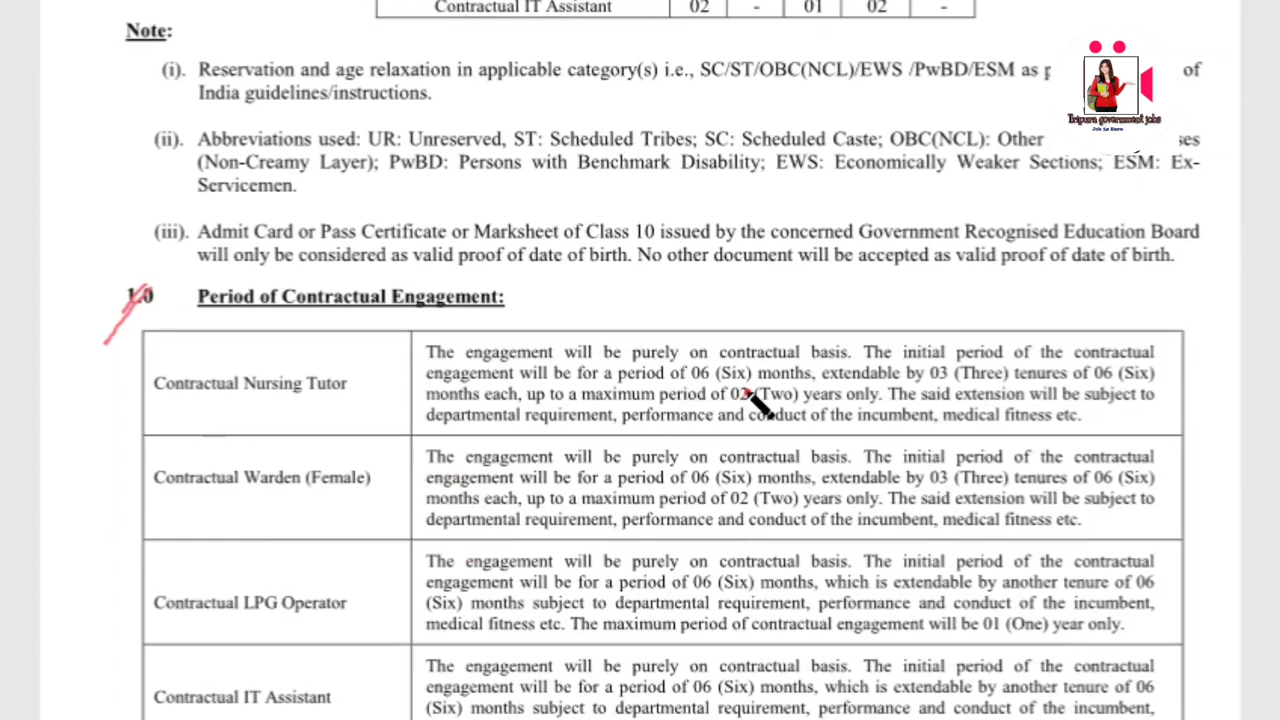 Contractual IT Assistant 02 - 01 02 -
Note:
(i). Reservation and age relaxation in applicable category(s) i.e., SC/ST/OBC(NCL)/EWS /PwBD/ESM as of
India guidelines/instructions.
Tripura government jobs
Job is Here
(ii). Abbreviations used: UR: Unreserved, ST: Scheduled Tribes; SC: Scheduled Caste; OBC(NCL): Other
(Non-Creamy Layer); PwBD: Persons with Benchmark Disability; EWS: Economically Weaker Sections; ESM: Ex-
Servicemen.
(iii). Admit Card or Pass Certificate or Marksheet of Class 10 issued by the concerned Government Recognised Education Board
will only be considered as valid proof of date of birth. No other document will be accepted as valid proof of date of birth.
Period of Contractual Engagement:
Contractual Nursing Tutor
The engagement will be purely on contractual basis. The initial period of the contractual
engagement will be for a period of 06 (Six) months, extendable by 03 (Three) tenures of 06 (Six)
months each, up to a maximum period of 02 (Two) years only. The said extension will be subject to
departmental requirement, performance and conduct of the incumbent, medical fitness etc.
Contractual Warden (Female)
The engagement will be purely on contractual basis. The initial period of the contractual
engagement will be for a period of 06 (Six) months, extendable by 03 (Three) tenures of 06 (Six)
months each, up to a maximum period of 02 (Two) years only. The said extension will be subject to
departmental requirement, performance and conduct of the incumbent, medical fitness etc.
Contractual LPG Operator
The engagement will be purely on contractual basis. The initial period of the contractual
engagement will be for a period of 06 (Six) months, which is extendable by another tenure of 06
(Six) months subject to departmental requirement, performance and conduct of the incumbent,
medical fitness etc. The maximum period of contractual engagement will be 01 (One) year only.
Contractual IT Assistant
The engagement will be purely on contractual basis. The initial period of the contractual
engagement will be for a period of 06 (Six) months, which is extendable by another tenure of 06
(Six) months subject to departmental requirement, performance and conduct of the incumbent,